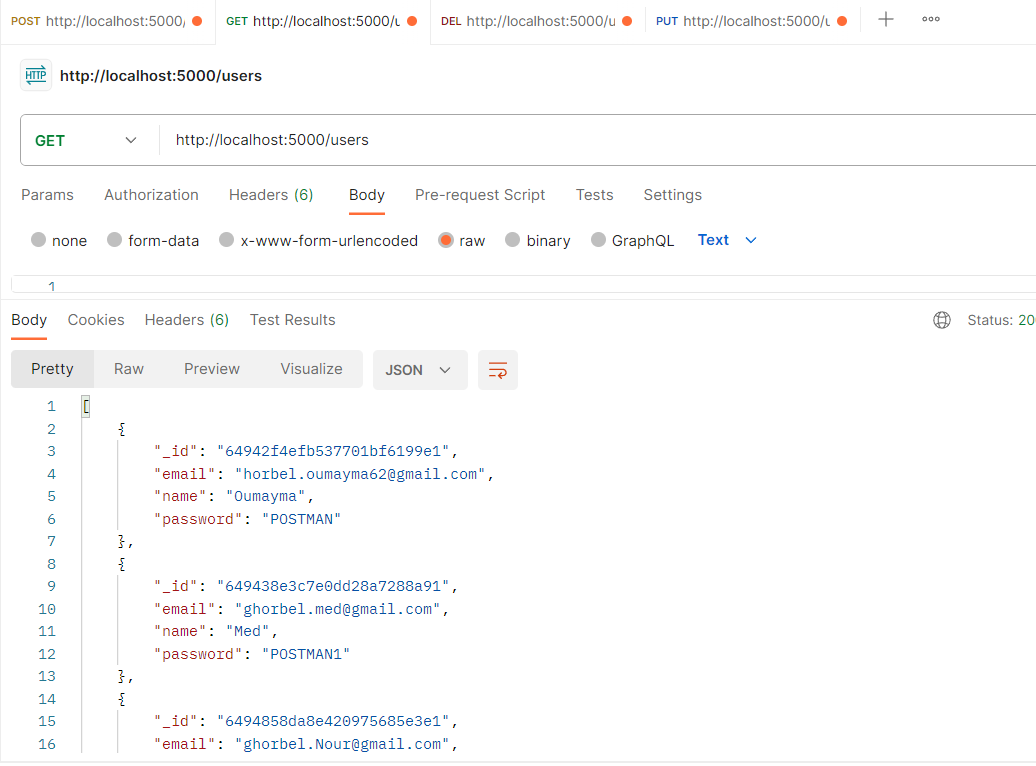 POST http://localhost:5000/ GET http://localhost:5000/u DEL http://localhost:5000/u PUT http://localhost:5000/u
HTTP http://localhost:5000/users
GET http://localhost:5000/users
Params Authorization Headers (6) Body Pre-request Script Tests Settings
none form-data x-www-form-urlencoded raw binary GraphQL Text
1
Body Cookies Headers (6) Test Results Status: 20
Pretty Raw Preview Visualize JSON
1 [
2 {
3 "_id": "64942f4efb537701bf6199e1",
4 "email": "horbel.oumayma62@gmail.com",
5 "name": "Oumayma",
6 "password": "POSTMAN"
7 },
8 {
9 "_id": "649438e3c7e0dd28a7288a91",
10 "email": "ghorbel.med@gmail.com",
11 "name": "Med",
12 "password": "POSTMAN1"
13 },
14 {
15 "_id": "6494858da8e420975685e3e1",
16 "email": "ghorbel.Nour@gmail.com",